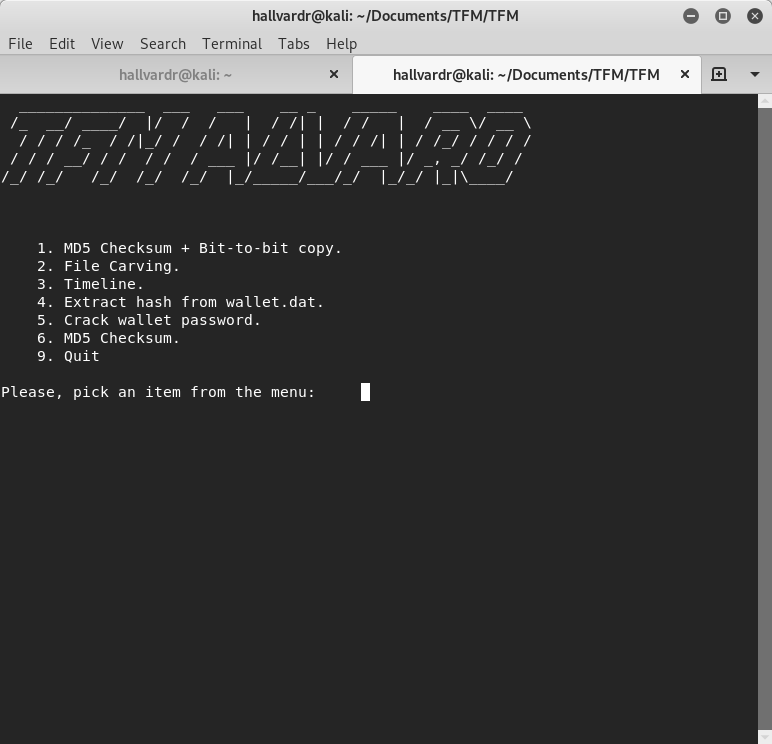 hallvardr@kali: ~/Documents/TFM/TFM
File Edit View Search Terminal Tabs Help
hallvardr@kali: ~
hallvardr@kali: ~/Documents/TFM/TFM
1. MD5 Checksum + Bit-to-bit copy.
2. File Carving.
3. Timeline.
4. Extract hash from wallet.dat.
5. Crack wallet password.
6. MD5 Checksum.
9. Quit
Please, pick an item from the menu: